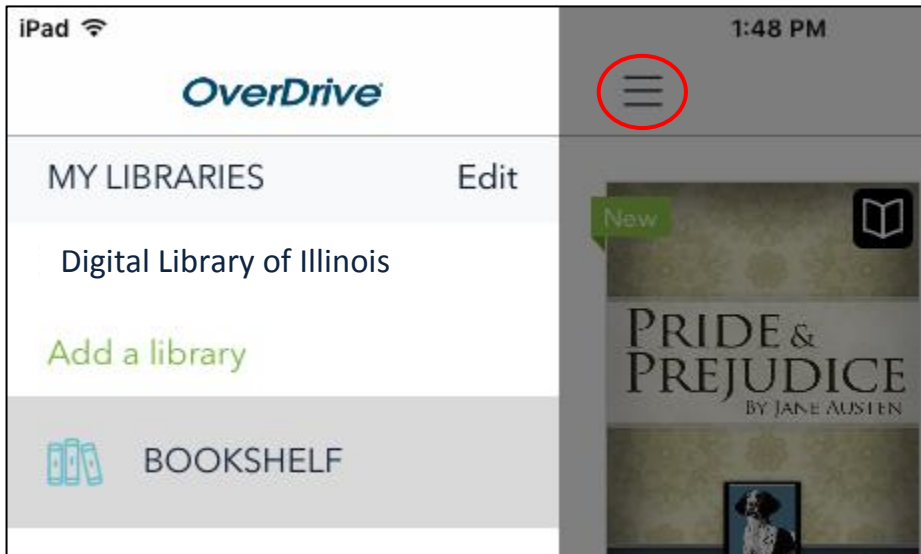 iPad
1:48 PM
OverDrive
MY LIBRARIES Edit
Digital Library of Illinois
Add a library
BOOKSHELF
New
PRIDE &
PREJUDICE
BY JANE AUSTEN